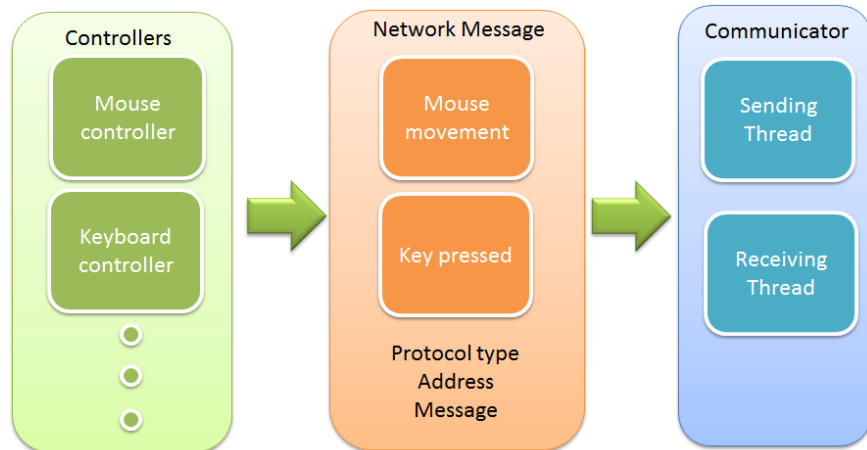 Controllers
Mouse
controller
Keyboard
controller
Network Message
Mouse
movement
Key pressed
Protocol type
Address
Message
Communicator
Sending
Thread
Receiving
Thread